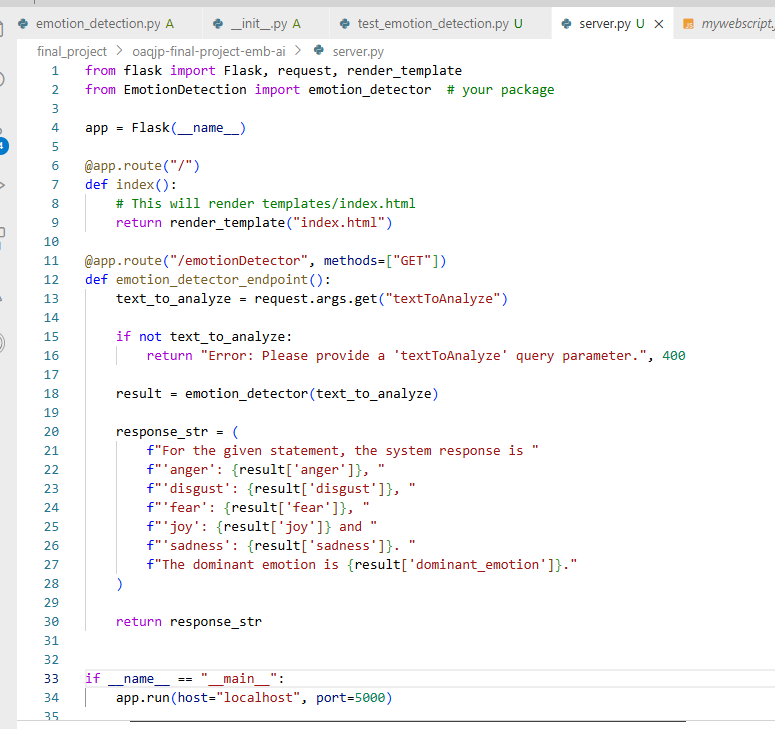 emotion_detection.py A __init__.py A test_emotion_detection.py U server.py U × JS mywebscript.
final_project > oaqjp-final-project-emb-ai > server.py
1 from flask import Flask, request, render_template
2 from EmotionDetection import emotion_detector  # your package
3
4 app = Flask(__name__)
5
6 @app.route("/")
7 def index():
8     # This will render templates/index.html
9     return render_template("index.html")
10
11 @app.route("/emotionDetector", methods=["GET"])
12 def emotion_detector_endpoint():
13     text_to_analyze = request.args.get("textToAnalyze")
14
15     if not text_to_analyze:
16         return "Error: Please provide a 'textToAnalyze' query parameter.", 400
17
18     result = emotion_detector(text_to_analyze)
19
20     response_str = (
21         f"For the given statement, the system response is "
22         f"'anger': {result['anger']}, "
23         f"'disgust': {result['disgust']}, "
24         f"'fear': {result['fear']}, "
25         f"'joy': {result['joy']} and "
26         f"'sadness': {result['sadness']}. "
27         f"The dominant emotion is {result['dominant_emotion']}."
28     )
29
30     return response_str
31
32
33 if __name__ == "__main__":
34     app.run(host="localhost", port=5000)
35
4